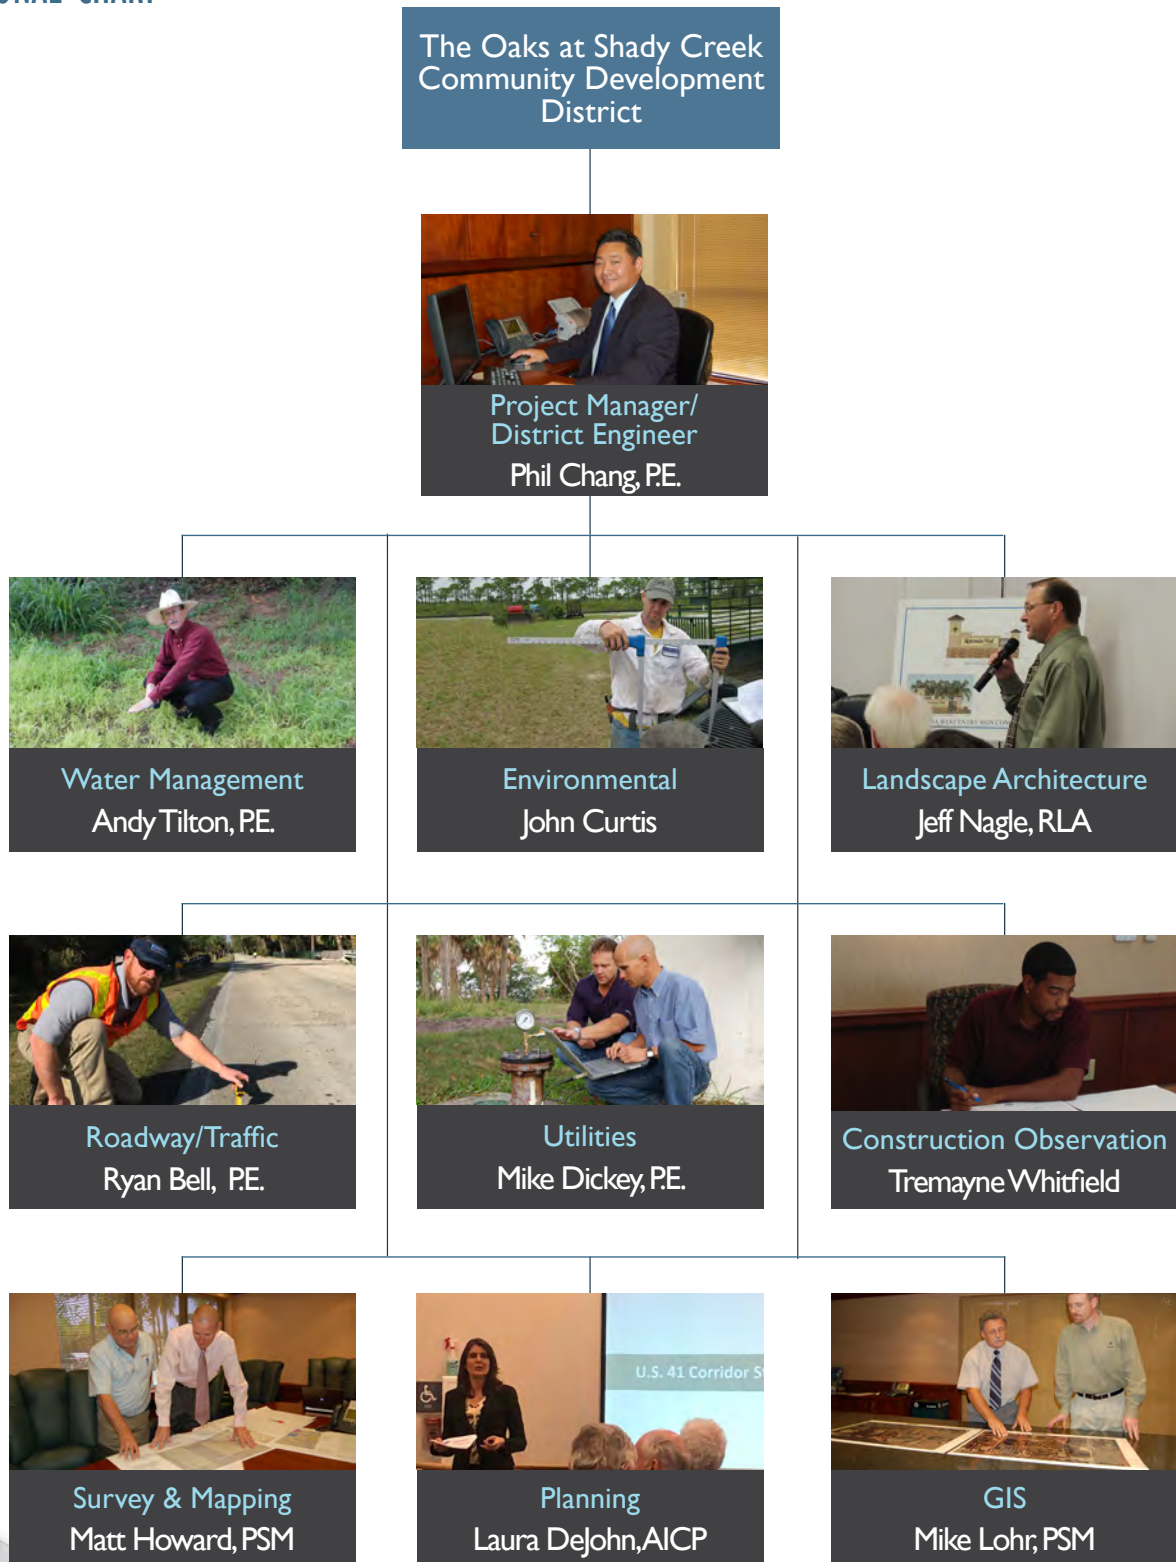 The Oaks at Shady Creek
Community Development
District
Project Manager/
District Engineer
Phil Chang, P.E.
Water Management
Andy Tilton, P.E.
Environmental
John Curtis
Landscape Architecture
Jeff Nagle, RLA
Roadway/Traffic
Ryan Bell, P.E.
Utilities
Mike Dickey, P.E.
Construction Observation
Tremayne Whitfield
U.S. 41 Corridor
Survey & Mapping
Matt Howard, PSM
Planning
Laura DeJohn, AICP
GIS
Mike Lohr, PSM